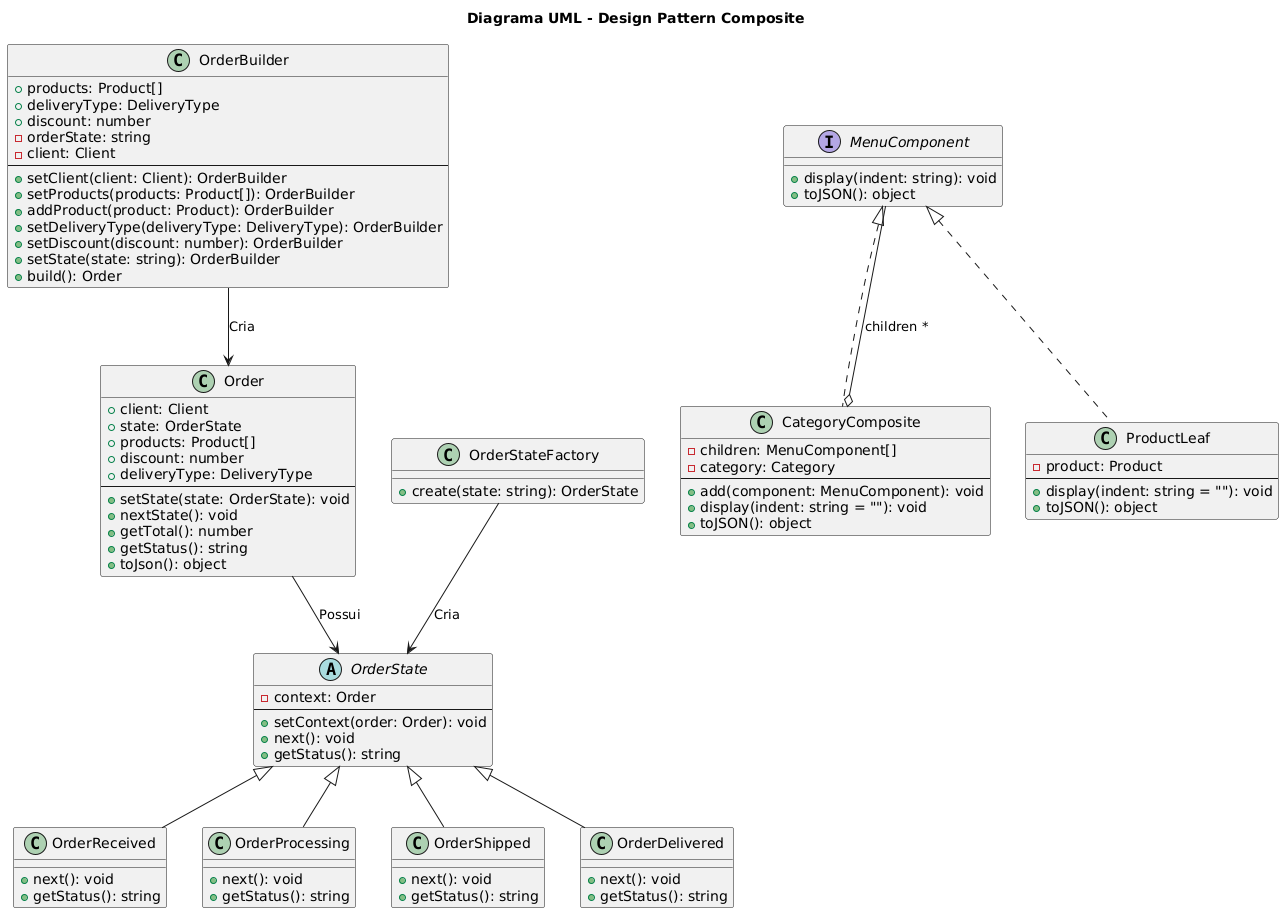 Diagrama UML - Design Pattern Composite
C OrderBuilder
products: Product[]
deliveryType: DeliveryType
discount: number
orderState: string
client: Client
setClient(client: Client): OrderBuilder
setProducts(products: Product[]): OrderBuilder
addProduct(product: Product): OrderBuilder
setDeliveryType(deliveryType: DeliveryType): OrderBuilder
setDiscount(discount: number): OrderBuilder
setState(state: string): OrderBuilder
build(): Order
I MenuComponent
display(indent: string): void
toJSON(): object
Cria
children *
C Order
client: Client
state: OrderState
products: Product[]
discount: number
deliveryType: DeliveryType
setState(state: OrderState): void
nextState(): void
getTotal(): number
getStatus(): string
toJson(): object
C OrderStateFactory
create(state: string): OrderState
C CategoryComposite
children: MenuComponent[]
category: Category
add(component: MenuComponent): void
display(indent: string = ""): void
toJSON(): object
C ProductLeaf
product: Product
display(indent: string = ""): void
toJSON(): object
Possui
Cria
A OrderState
context: Order
setContext(order: Order): void
next(): void
getStatus(): string
C OrderReceived
next(): void
getStatus(): string
C OrderProcessing
next(): void
getStatus(): string
C OrderShipped
next(): void
getStatus(): string
C OrderDelivered
next(): void
getStatus(): string